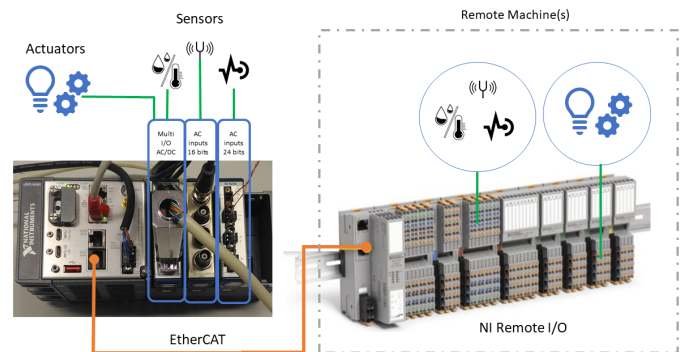 Sensors
Remote Machine(s)
Actuators
Multi
I/O
AC/DC
AC
inputs
16 bits
AC
inputs
24 bits
NATIONAL
INSTRUMENTS
EtherCAT
NI Remote I/O